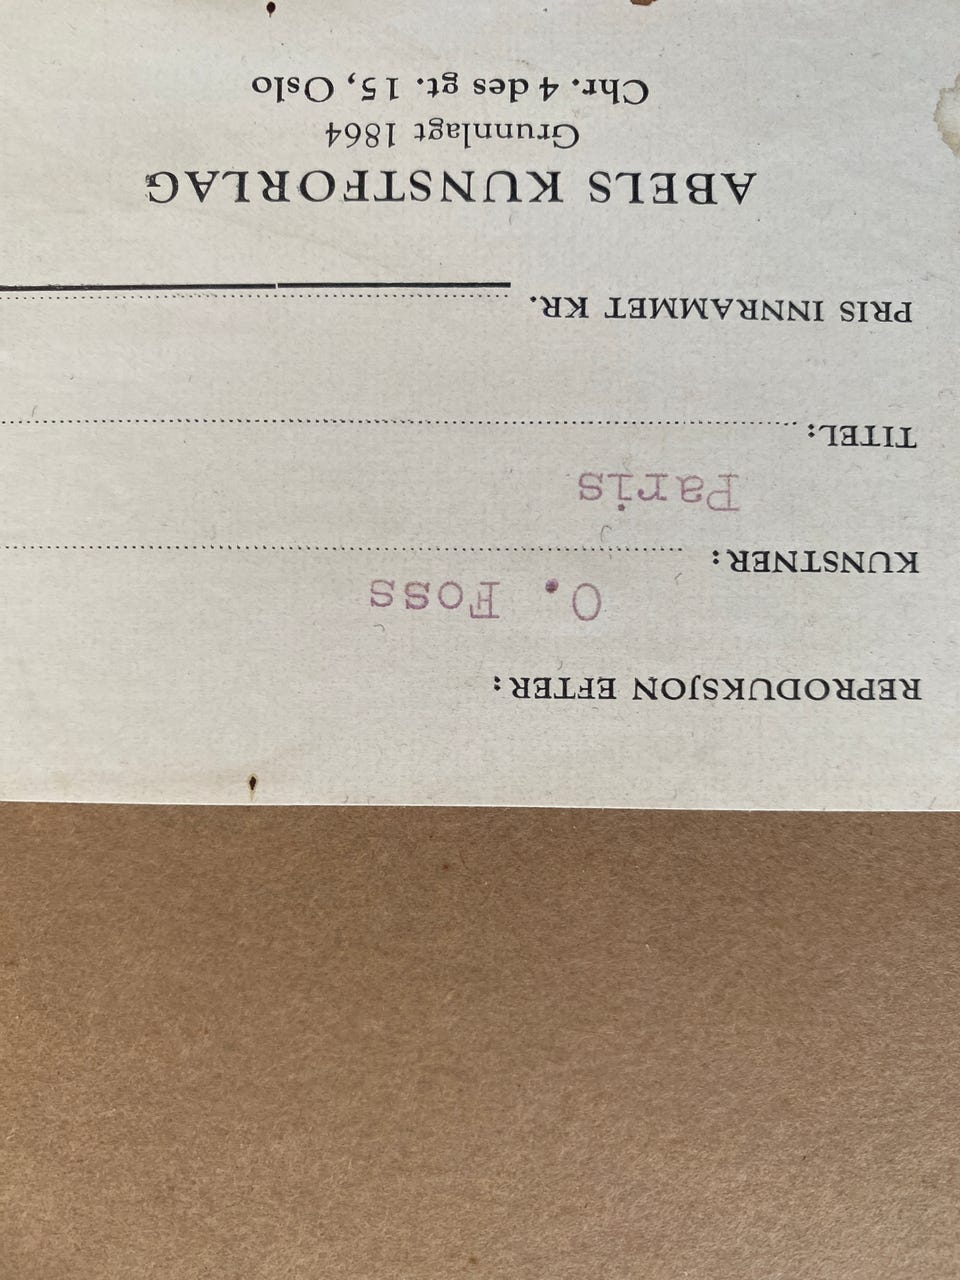 REPRODUKSJON EFTER:
O. Foss
KUNSTNER:
Paris
TITEL:
PRIS INNRAMMET KR.
ABELS KUNSTFORLAG
Grunnlagt 1864
Chr. 4 des gt. 15, Oslo